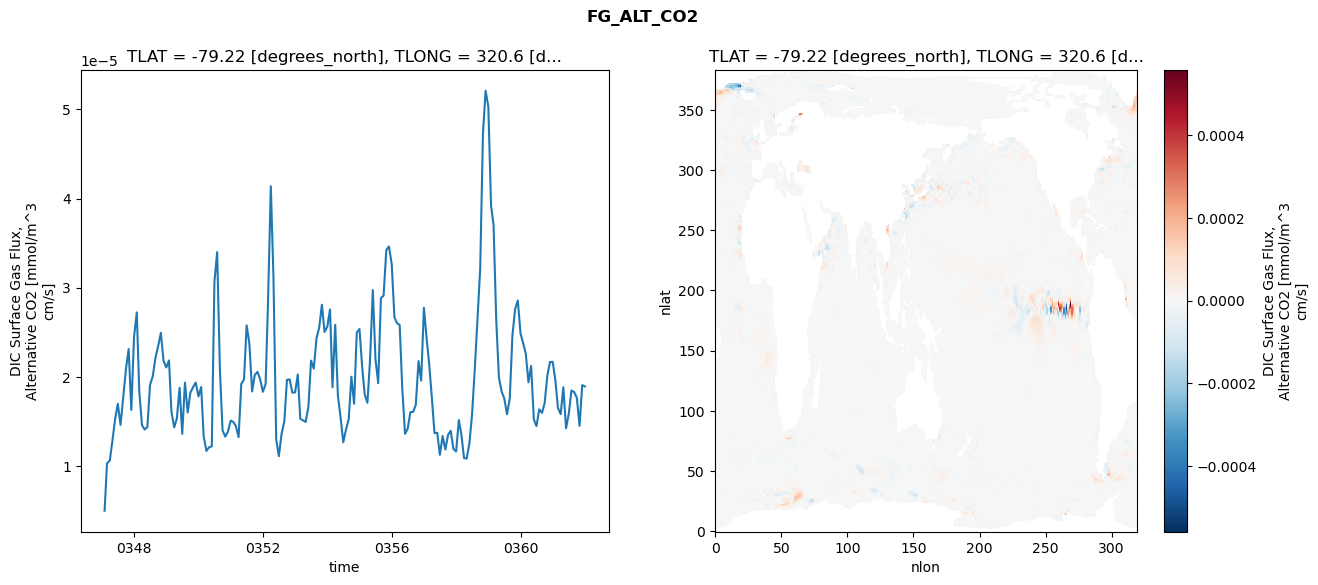 FG_ALT_CO2
TLAT = -79.22 [degrees_north], TLONG = 320.6 [d...
1e−5
5
4
3
2
1
DIC Surface Gas Flux,
Alternative CO2 [mmol/m^3
cm/s]
0348
0352
0356
0360
time
TLAT = -79.22 [degrees_north], TLONG = 320.6 [d...
350
300
250
200
150
100
50
0
nlat
0
50
100
150
200
250
300
nlon
0.0004
0.0002
0.0000
−0.0002
−0.0004
DIC Surface Gas Flux,
Alternative CO2 [mmol/m^3
cm/s]